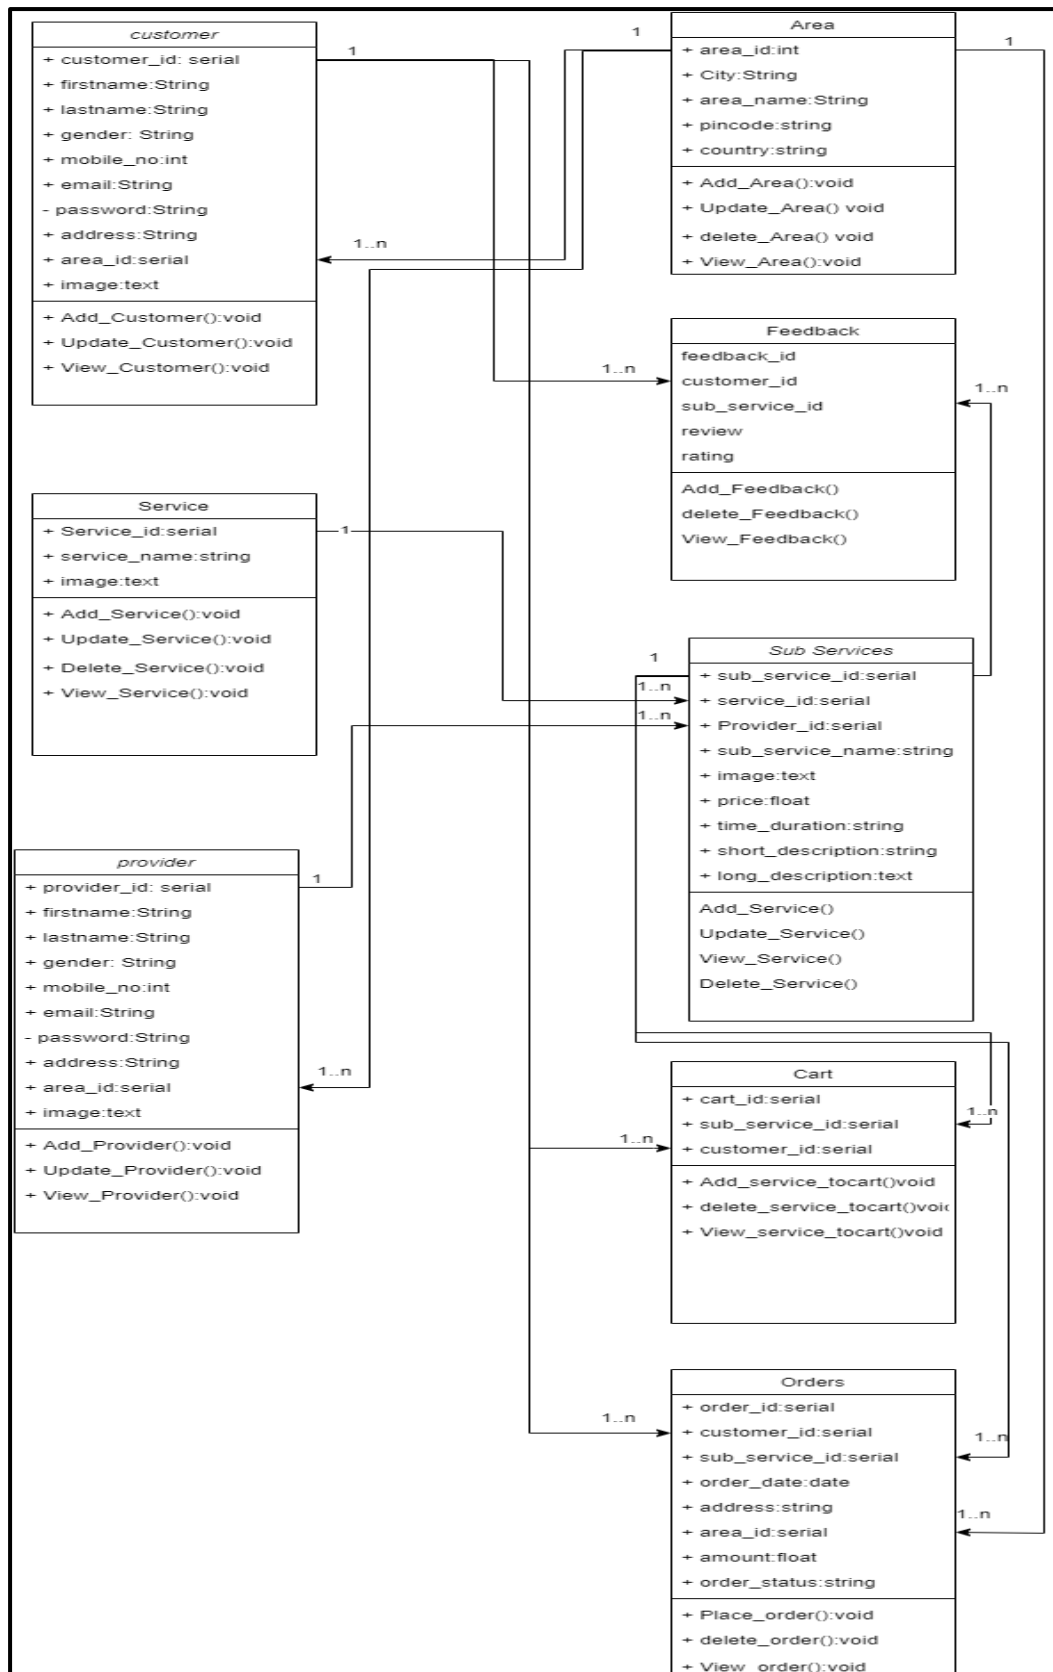 customer
+ customer_id: serial
+ firstname:String
+ lastname:String
+ gender: String
+ mobile_no:int
+ email:String
- password:String
+ address:String
+ area_id:serial
+ image:text
+ Add_Customer():void
+ Update_Customer():void
+ View_Customer():void
1
1
1
1..n
Area
+ area_id:int
+ City:String
+ area_name:String
+ pincode:string
+ country:string
+ Add_Area():void
+ Update_Area() void
+ delete_Area() void
+ View_Area():void
Feedback
feedback_id
customer_id
sub_service_id
review
rating
Add_Feedback()
delete_Feedback()
View_Feedback()
1..n
1..n
Service
+ Service_id:serial
+ service_name:string
+ image:text
+ Add_Service():void
+ Update_Service():void
+ Delete_Service():void
+ View_Service():void
1
1
1..n
1..n
Sub Services
+ sub_service_id:serial
+ service_id:serial
+ Provider_id:serial
+ sub_service_name:string
+ image:text
+ price:float
+ time_duration:string
+ short_description:string
+ long_description:text
Add_Service()
Update_Service()
View_Service()
Delete_Service()
provider
+ provider_id: serial
+ firstname:String
+ lastname:String
+ gender: String
+ mobile_no:int
+ email:String
- password:String
+ address:String
+ area_id:serial
+ image:text
+ Add_Provider():void
+ Update_Provider():void
+ View_Provider():void
1
1..n
Cart
+ cart_id:serial
+ sub_service_id:serial
+ customer_id:serial
+ Add_service_tocart()void
+ delete_service_tocart()voic
+ View_service_tocart()void
1..n
1..n
Orders
+ order_id:serial
+ customer_id:serial
+ sub_service_id:serial
+ order_date:date
+ address:string
+ area_id:serial
+ amount:float
+ order_status:string
+ Place_order():void
+ delete_order():void
+ View_order():void
1..n
1..n
1..n